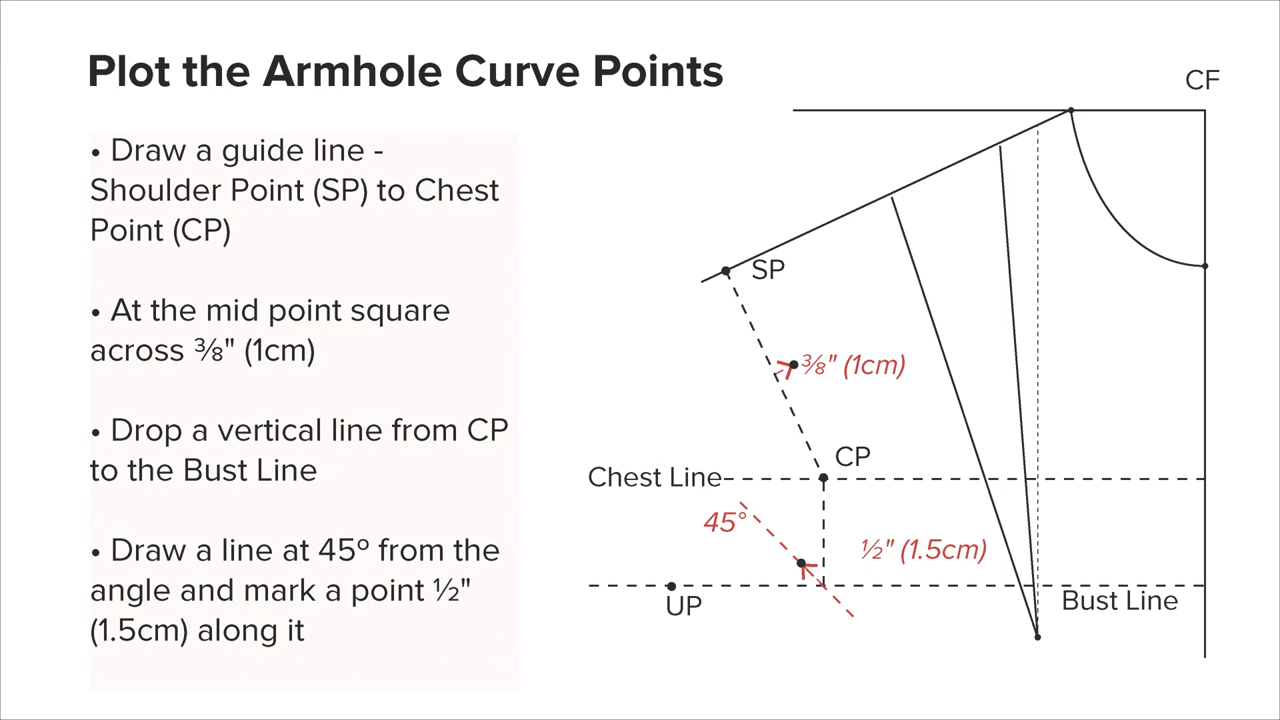 Plot the Armhole Curve Points
CF
• Draw a guide line -
Shoulder Point (SP) to Chest
Point (CP)
• At the mid point square
across ⅜" (1cm)
• Drop a vertical line from CP
to the Bust Line
• Draw a line at 45º from the
angle and mark a point ½"
(1.5cm) along it
SP
⅜" (1cm)
CP
Chest Line
45°
½" (1.5cm)
UP
Bust Line